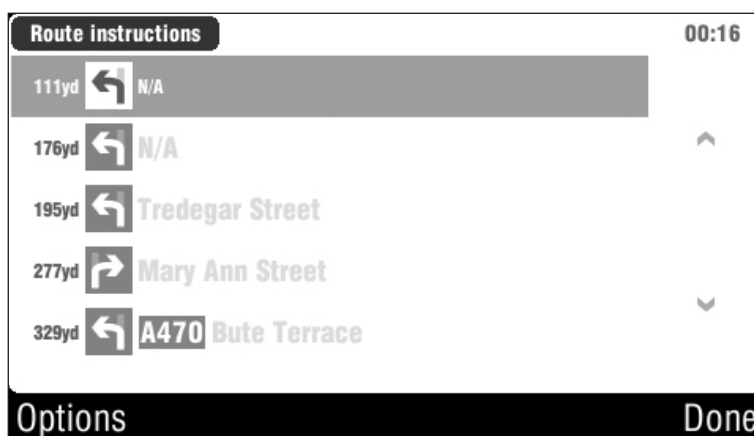 Route instructions 00:16
111yd N/A
176yd N/A
195yd Tredegar Street
277yd Mary Ann Street
329yd A470 Bute Terrace
Options Done